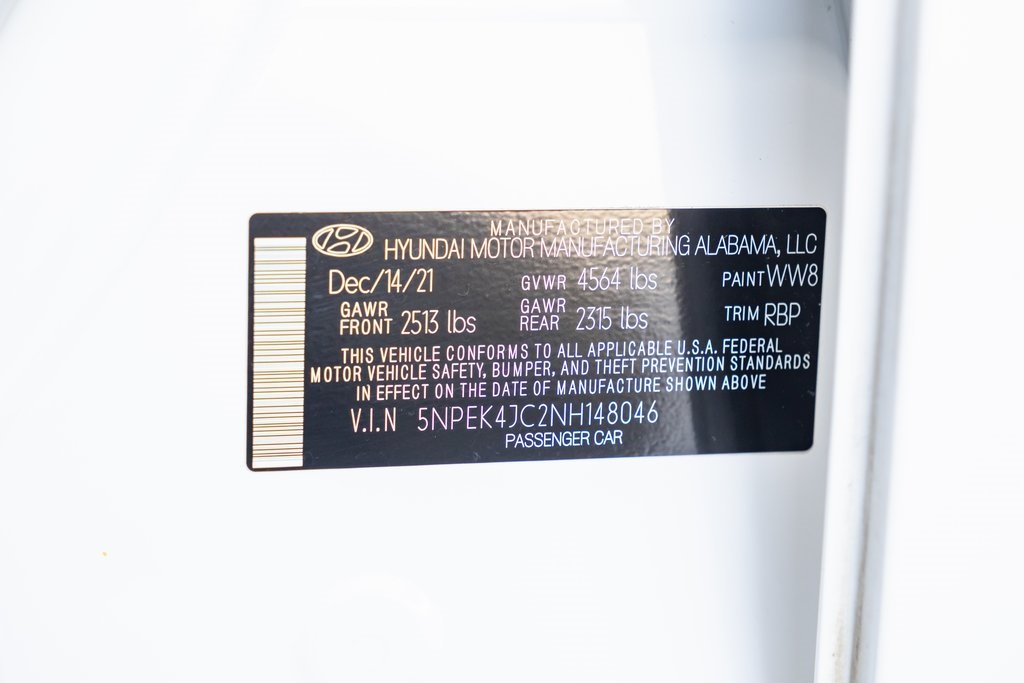 MANUFACTURED BY
HYUNDAI MOTOR MANUFACTURING ALABAMA, LLC
Dec/14/21 GVWR 4564 lbs PAINT WW8
GAWR FRONT 2513 lbs GAWR REAR 2315 lbs TRIM RBP
THIS VEHICLE CONFORMS TO ALL APPLICABLE U.S.A. FEDERAL
MOTOR VEHICLE SAFETY, BUMPER, AND THEFT PREVENTION STANDARDS
IN EFFECT ON THE DATE OF MANUFACTURE SHOWN ABOVE
V.I.N 5NPEK4JC2NH148046
PASSENGER CAR